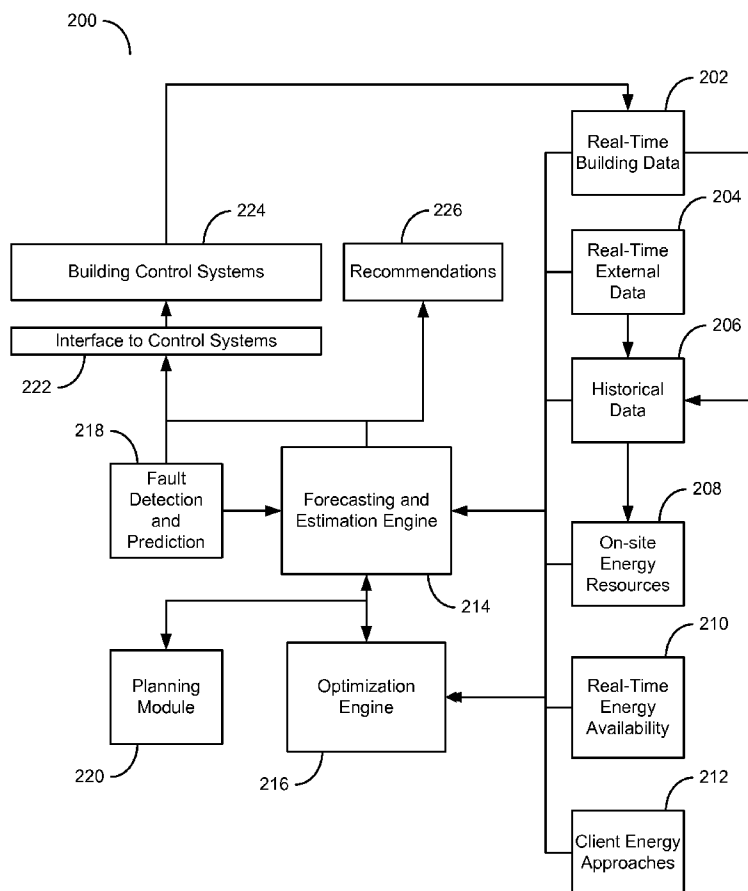 200
202
Real-Time
Building Data
204
224
226
Real-Time
External
Data
Building Control Systems
Recommendations
206
Interface to Control Systems
222
Historical
Data
218
Fault
Detection
and
Prediction
Forecasting and
Estimation Engine
208
On-site
Energy
Resources
214
210
Planning
Module
Optimization
Engine
Real-Time
Energy
Availability
220
216
212
Client Energy
Approaches